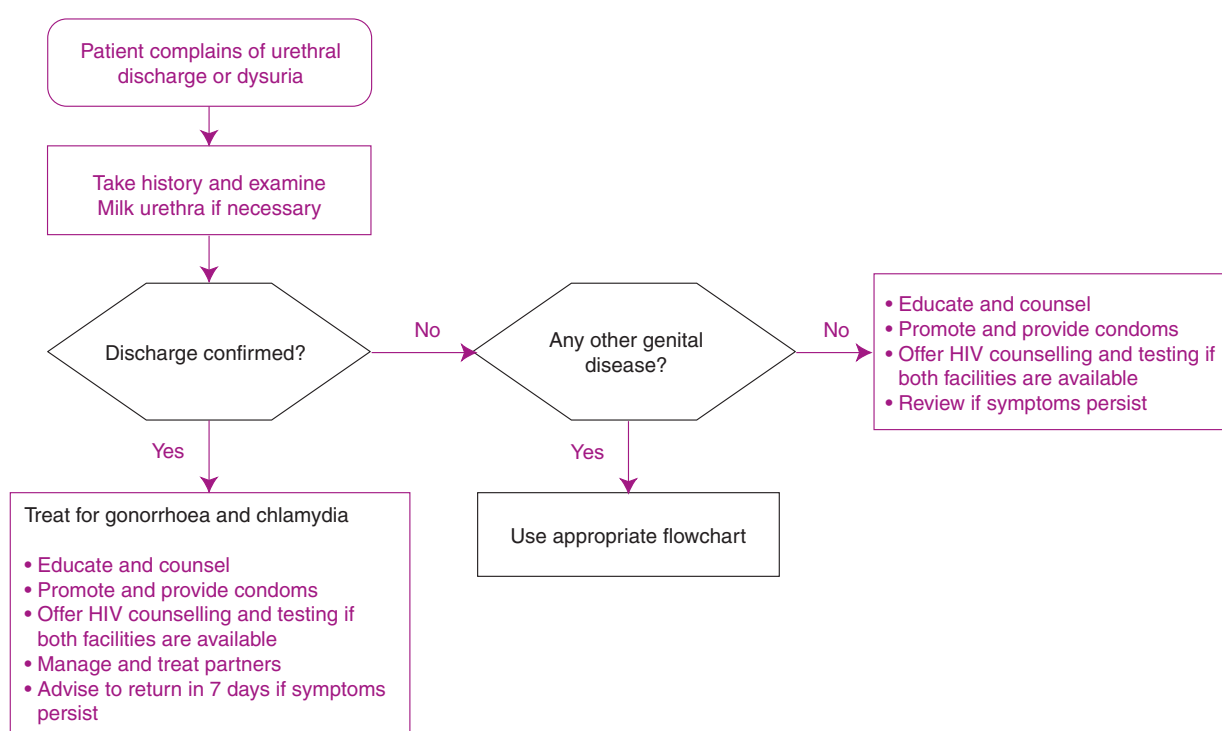 Patient complains of urethral
discharge or dysuria
Take history and examine
Milk urethra if necessary
Discharge confirmed?
No
Any other genital
disease?
No
• Educate and counsel
• Promote and provide condoms
• Offer HIV counselling and testing if
both facilities are available
• Review if symptoms persist
Yes
Yes
Treat for gonorrhoea and chlamydia
• Educate and counsel
• Promote and provide condoms
• Offer HIV counselling and testing if
both facilities are available
• Manage and treat partners
• Advise to return in 7 days if symptoms
persist
Use appropriate flowchart